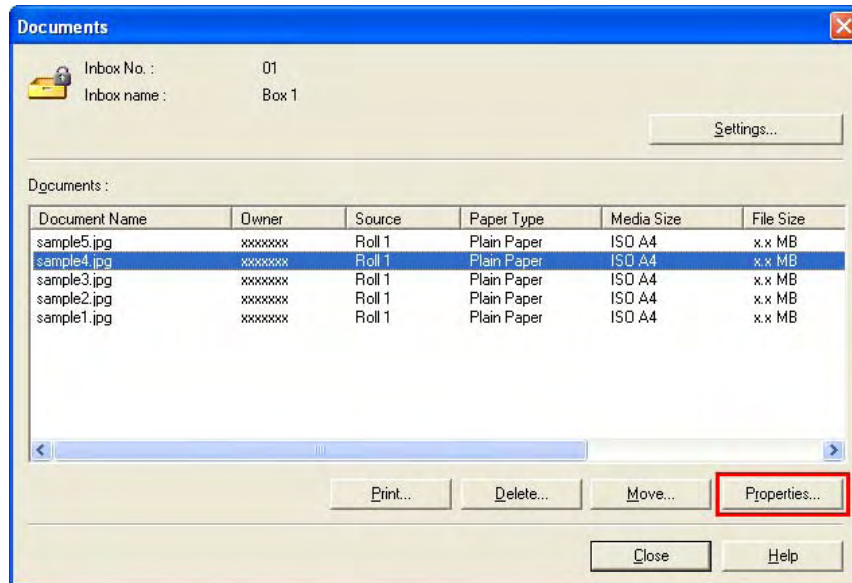 Documents
Inbox No. : 01
Inbox name : Box 1
Settings...
Documents :
Document Name Owner Source Paper Type Media Size File Size
sample5.jpg xxxxxxx Roll 1 Plain Paper ISO A4 x.x MB
sample4.jpg xxxxxxx Roll 1 Plain Paper ISO A4 x.x MB
sample3.jpg xxxxxxx Roll 1 Plain Paper ISO A4 x.x MB
sample2.jpg xxxxxxx Roll 1 Plain Paper ISO A4 x.x MB
sample1.jpg xxxxxxx Roll 1 Plain Paper ISO A4 x.x MB
Print... Delete... Move... Properties...
Close Help